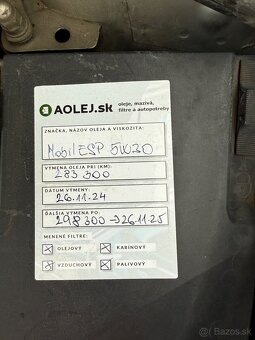 AOLEJ.sk
oleje, mazivá,
filtre a autopotreby
ZNAČKA, NÁZOV OLEJA A VISKOZITA:
Mobil ESP 5W30
VÝMENA OLEJA PRI (KM):
283 300
DÁTUM VÝMENY:
26.11.24
ĎALŠIA VÝMENA PO:
298 300 → 26.11.25
MENENÉ FILTRE:
OLEJOVÝ
KABÍNOVÝ
VZDUCHOVÝ
PALIVOVÝ
Bazos.sk